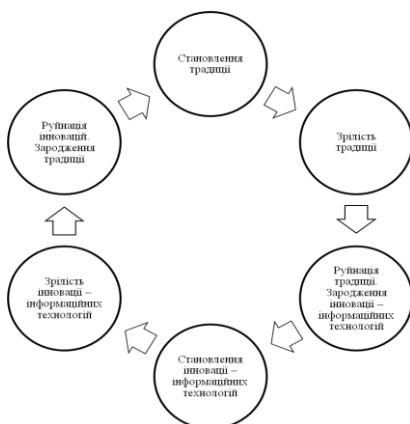 Становлення
традиції
Зрілість
традиції
Руйнація
традиції.
Зародження
інновації –
інформаційних
технологій
Становлення
інновації –
інформаційних
технологій
Зрілість
інновації –
інформаційних
технологій
Руйнація
інновацій.
Зародження
традиції